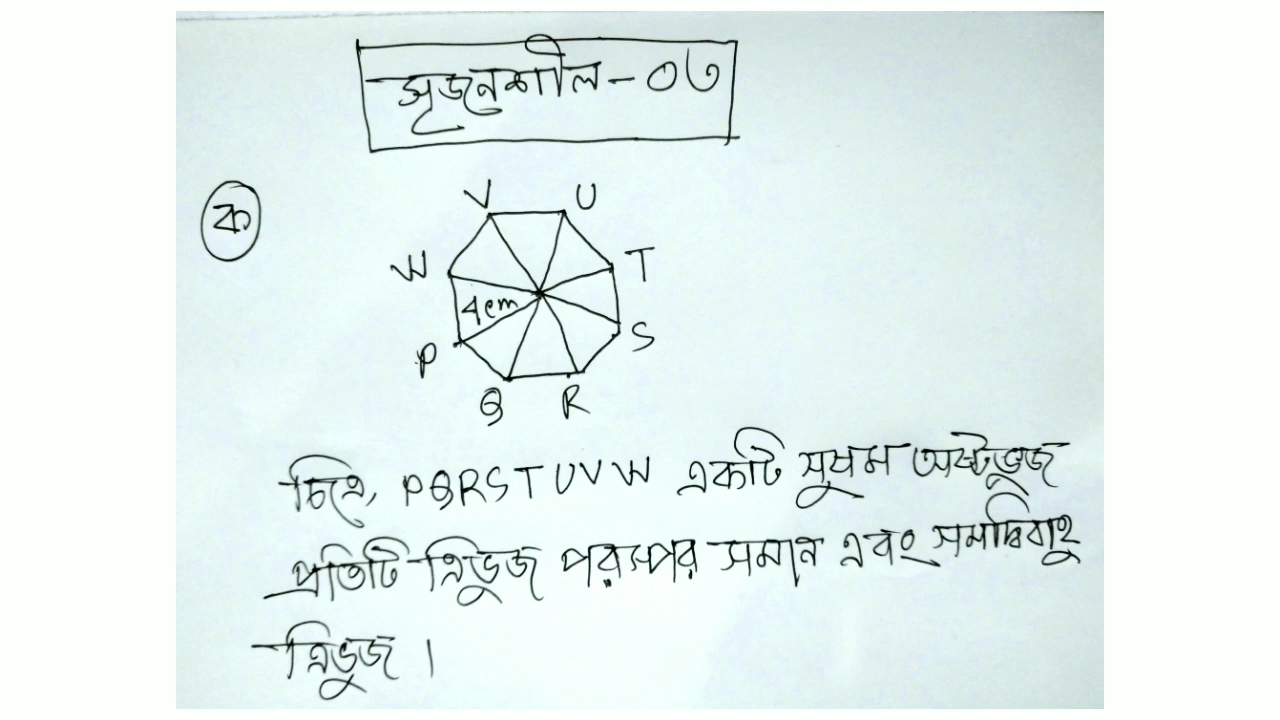 সৃজনশীল - ০৩
ক
V U
W T
4cm
P S
Q R
চিত্রে, PQRSTUVW একটি সুষম অষ্টভূজ
প্রতিটি ত্রিভুজ পরস্পর সমান এবং সমদ্বিবাহু
ত্রিভুজ ।